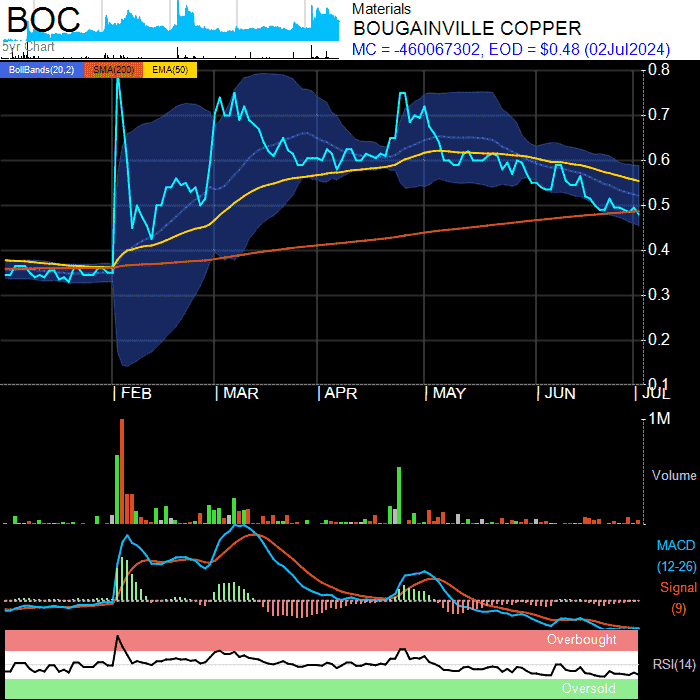 BOC
5yr Chart
Materials
BOUGAINVILLE COPPER
MC = -460067302, EOD = $0.48 (02Jul2024)
BollBands(20,2) SMA(200) EMA(50)
0.8
0.7
0.6
0.5
0.4
0.3
0.2
0.1
FEB MAR APR MAY JUN JUL
1M
Volume
MACD
(12-26)
Signal
(9)
Overbought
RSI(14)
Oversold